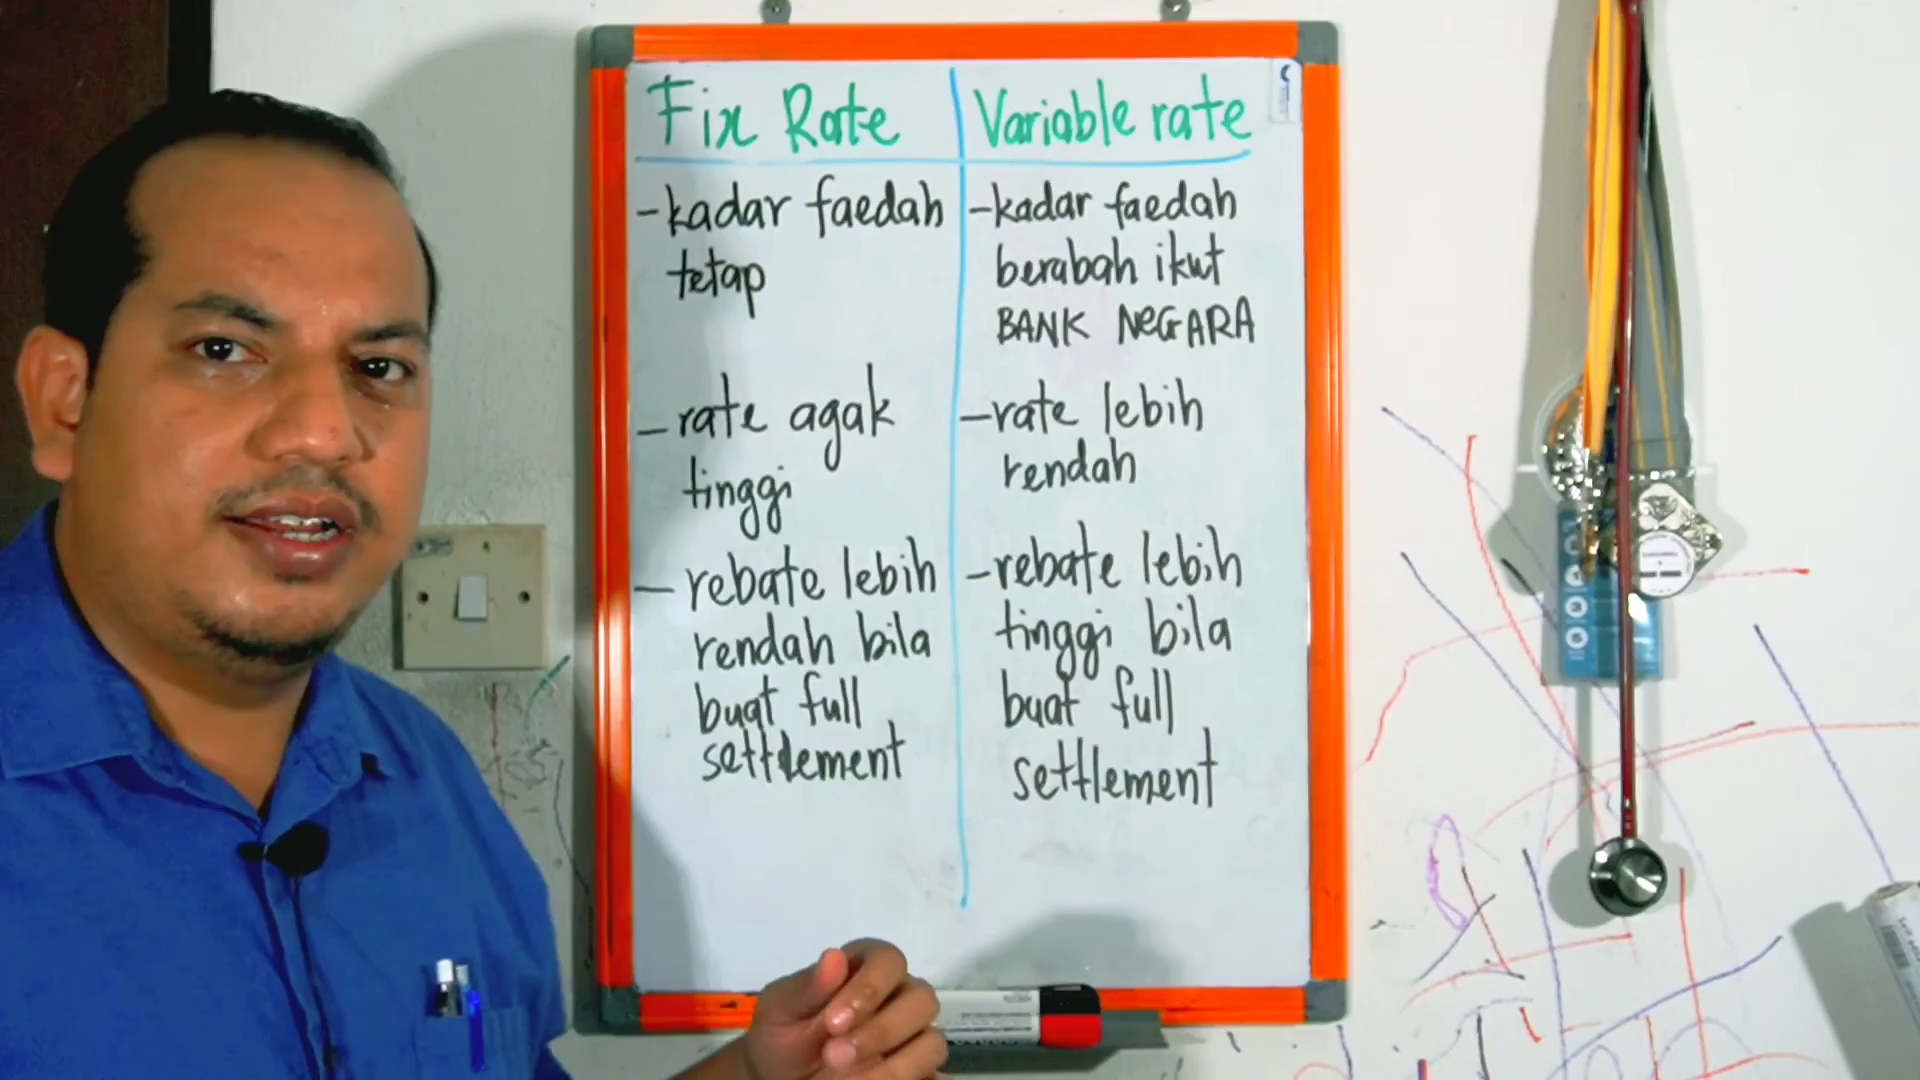 Fix Rate
- kadar faedah
tetap
- rate agak
tinggi
- rebate lebih
rendah bila
buat full
settlement
Variable rate
- kadar faedah
berubah ikut
BANK NeGARA
- rate lebih
rendah
- rebate lebih
tinggi bila
buat full
settlement